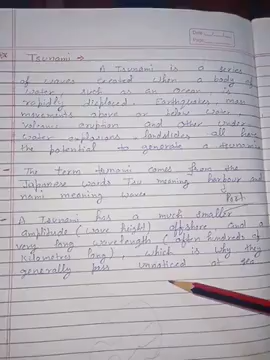 Tsunami →
A Tsunami is a series
of waves created when a body of
water, such as an ocean is
rapidly displaced. Earthquakes, mass
movements above or below water,
volcanic eruption and other under
water explosions, landslides all have
the potential to generate a tsunami
- The term tsunami comes from the
Japanese words Tsu meaning harbour and
nami meaning waves
Port
- A Tsunami has a much smaller
amplitude (wave height) offshore and a
very long wavelength (often hundreds of
kilometres long), which is why they
generally pass unnoticed at sea